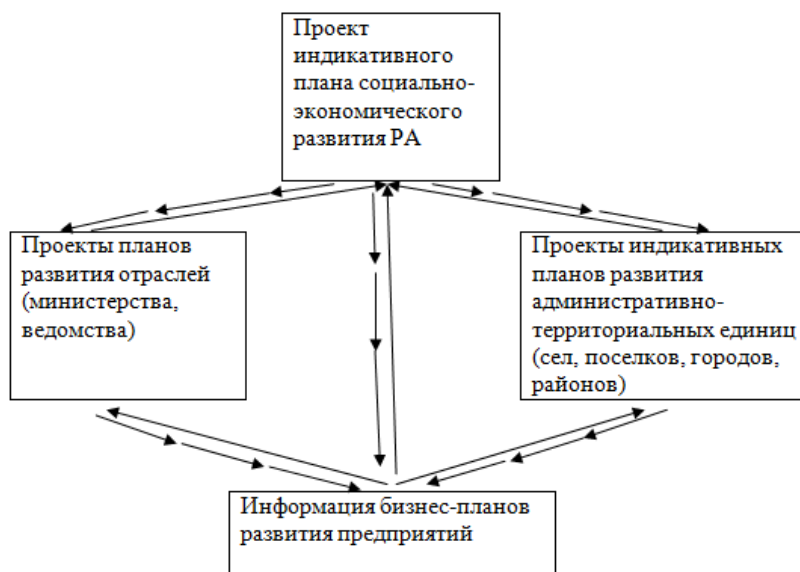 Проект
индикативного
плана социально-
экономического
развития РА
Проекты планов
развития отраслей
(министерства,
ведомства)
Проекты индикативных
планов развития
административно-
территориальных единиц
(сел, поселков, городов,
районов)
Информация бизнес-планов
развития предприятий